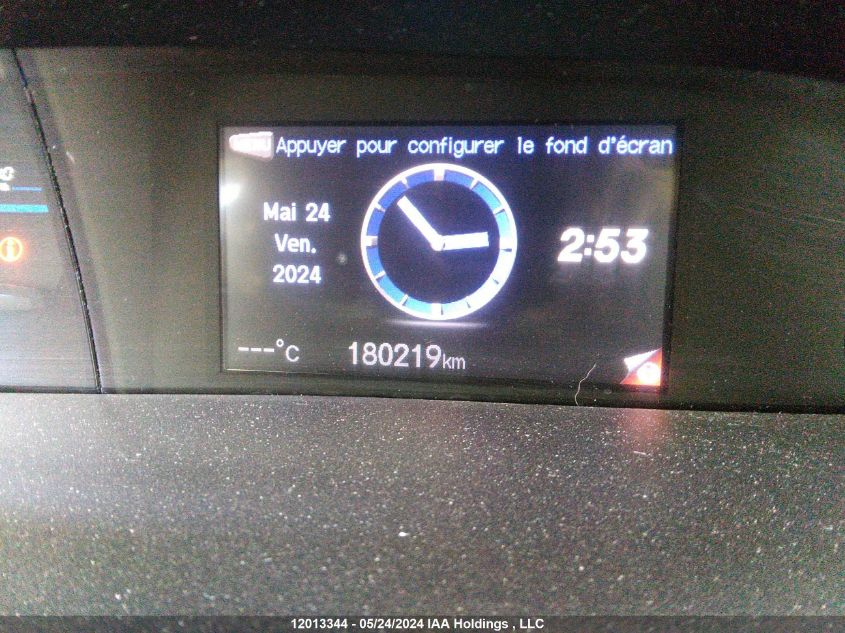 MENU Appuyer pour configurer le fond d'écran
Mai 24
Ven.
2024
2:53
---°C
180219km
12013344 - 05/24/2024 IAA Holdings , LLC